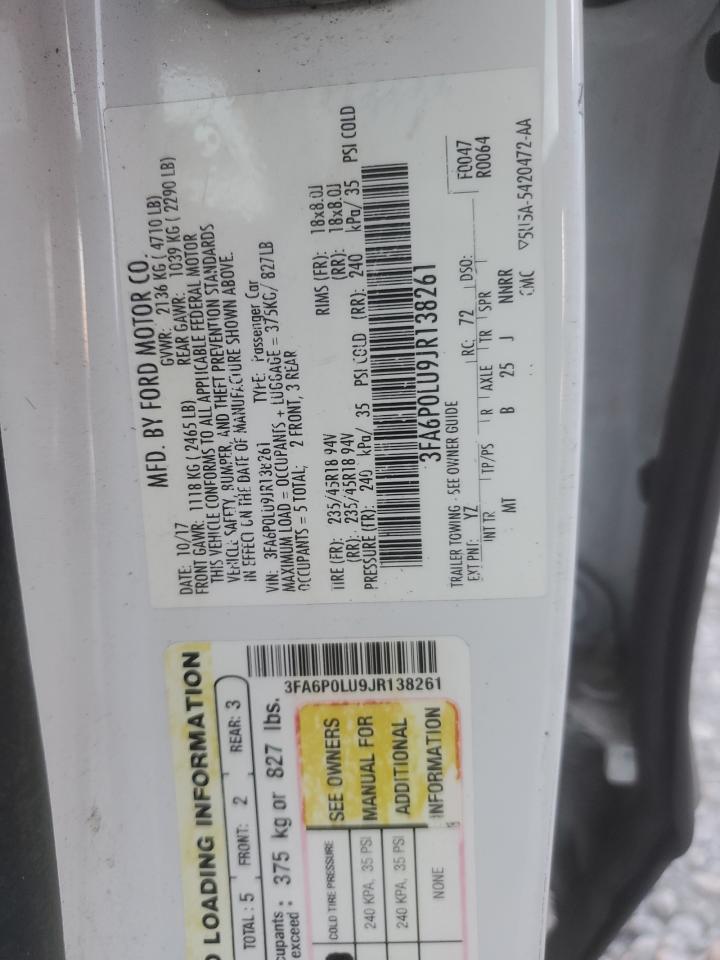 MFD. BY FORD MOTOR CO.
DATE: 10/17 GVWR: 2136 KG ( 4710 LB)
FRONT GAWR: 1118 KG ( 2465 LB) REAR GAWR: 1039 KG ( 2290 LB)
THIS VEHICLE CONFORMS TO ALL APPLICABLE FEDERAL MOTOR
VEHICLE SAFETY, BUMPER, AND THEFT PREVENTION STANDARDS
IN EFFECT ON THE DATE OF MANUFACTURE SHOWN ABOVE.
VIN: 3FA6P0LU9JR138261 TYPE: Passenger Car
MAXIMUM LOAD = OCCUPANTS + LUGGAGE = 375KG/ 827LB
OCCUPANTS = 5 TOTAL; 2 FRONT, 3 REAR
TIRE (FR): 235/45R18 94V RIMS (FR): 18x8.0J
(RR): 235/45R18 94V (RR): 18x8.0J
PRESSURE (FR): 240 kPa/ 35 PSI COLD (RR): 240 kPa/ 35 PSI COLD
3FA6P0LU9JR138261
TRAILER TOWING - SEE OWNER GUIDE F0047
EXT PNT: YZ RC: 72 DSO: R0064
INT TR TP/PS R AXLE TR SPR
MT B 25 J NNRR
CMC 5U5A-5420472-AA
LOADING INFORMATION
TOTAL : 5 FRONT: 2 REAR: 3
375 kg or 827 lbs.
exceed :
3FA6P0LU9JR138261
COLD TIRE PRESSURE SEE OWNERS
240 KPA, 35 PSI MANUAL FOR
240 KPA, 35 PSI ADDITIONAL
NONE INFORMATION